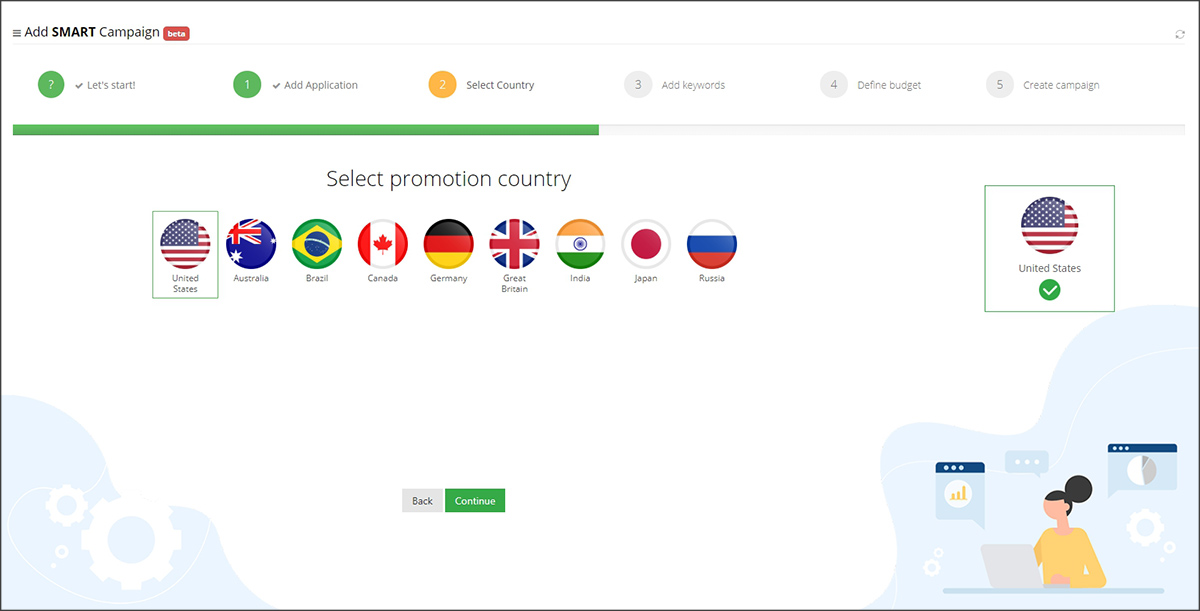 Add SMART Campaign beta
? Let's start!
1 Add Application
2 Select Country
3 Add keywords
4 Define budget
5 Create campaign
Select promotion country
United
States
Australia
Brazil
Canada
Germany
Great
Britain
India
Japan
Russia
United States
Back
Continue